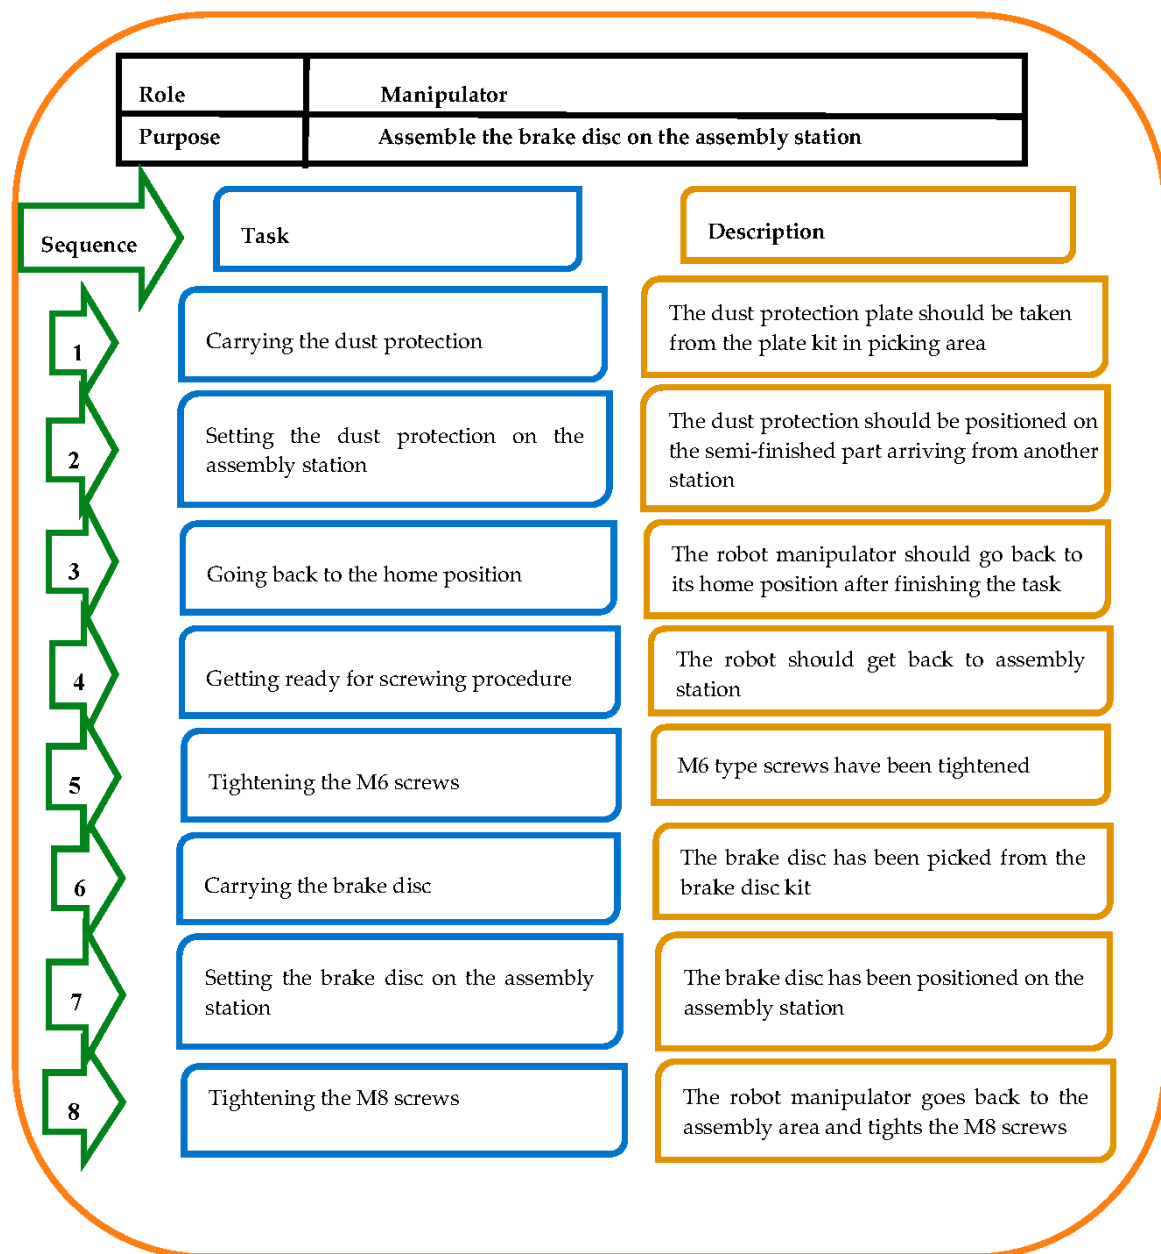 Role Manipulator
Purpose Assemble the brake disc on the assembly station
Sequence Task Description
1
Carrying the dust protection
The dust protection plate should be taken
from the plate kit in picking area
2
Setting the dust protection on the
assembly station
The dust protection should be positioned on
the semi-finished part arriving from another
station
3
Going back to the home position
The robot manipulator should go back to
its home position after finishing the task
4
Getting ready for screwing procedure
The robot should get back to assembly
station
5
Tightening the M6 screws
M6 type screws have been tightened
6
Carrying the brake disc
The brake disc has been picked from the
brake disc kit
7
Setting the brake disc on the assembly
station
The brake disc has been positioned on the
assembly station
8
Tightening the M8 screws
The robot manipulator goes back to the
assembly area and tights the M8 screws